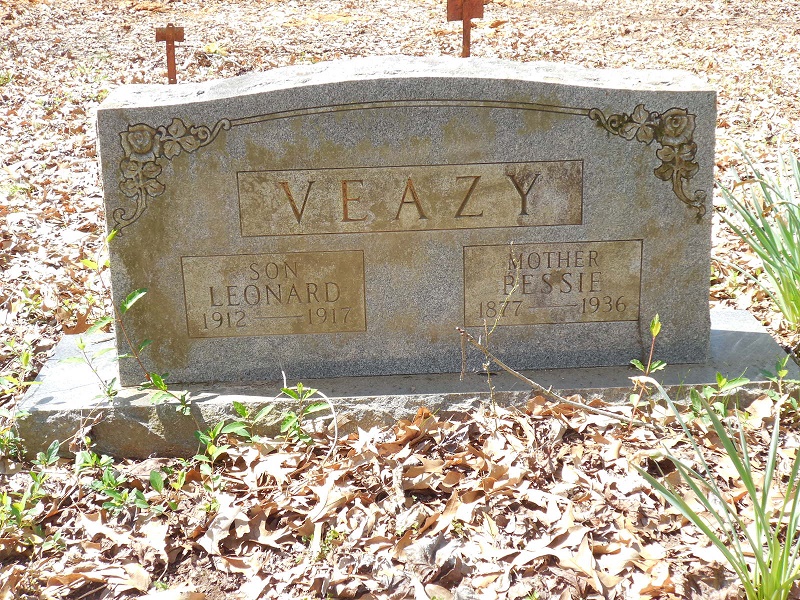 VEAZY
SON
LEONARD
1912 — 1917
MOTHER
BESSIE
1877 — 1936